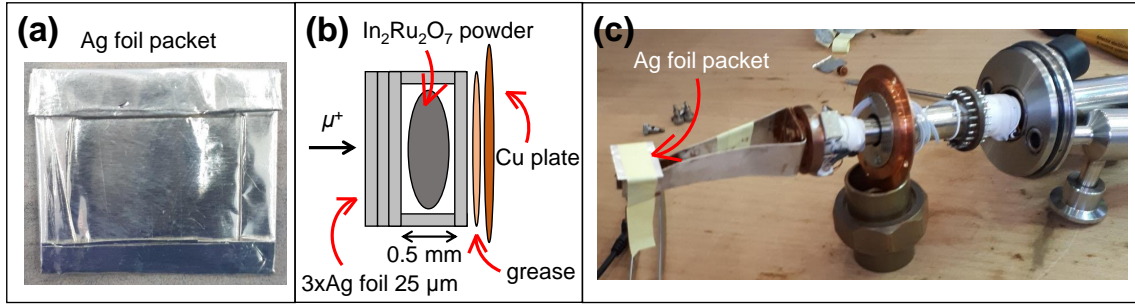 (a)
Ag foil packet
(b)
In₂Ru₂O₇ powder
μ⁺
Cu plate
0.5 mm
grease
3xAg foil 25 μm
(c)
Ag foil packet